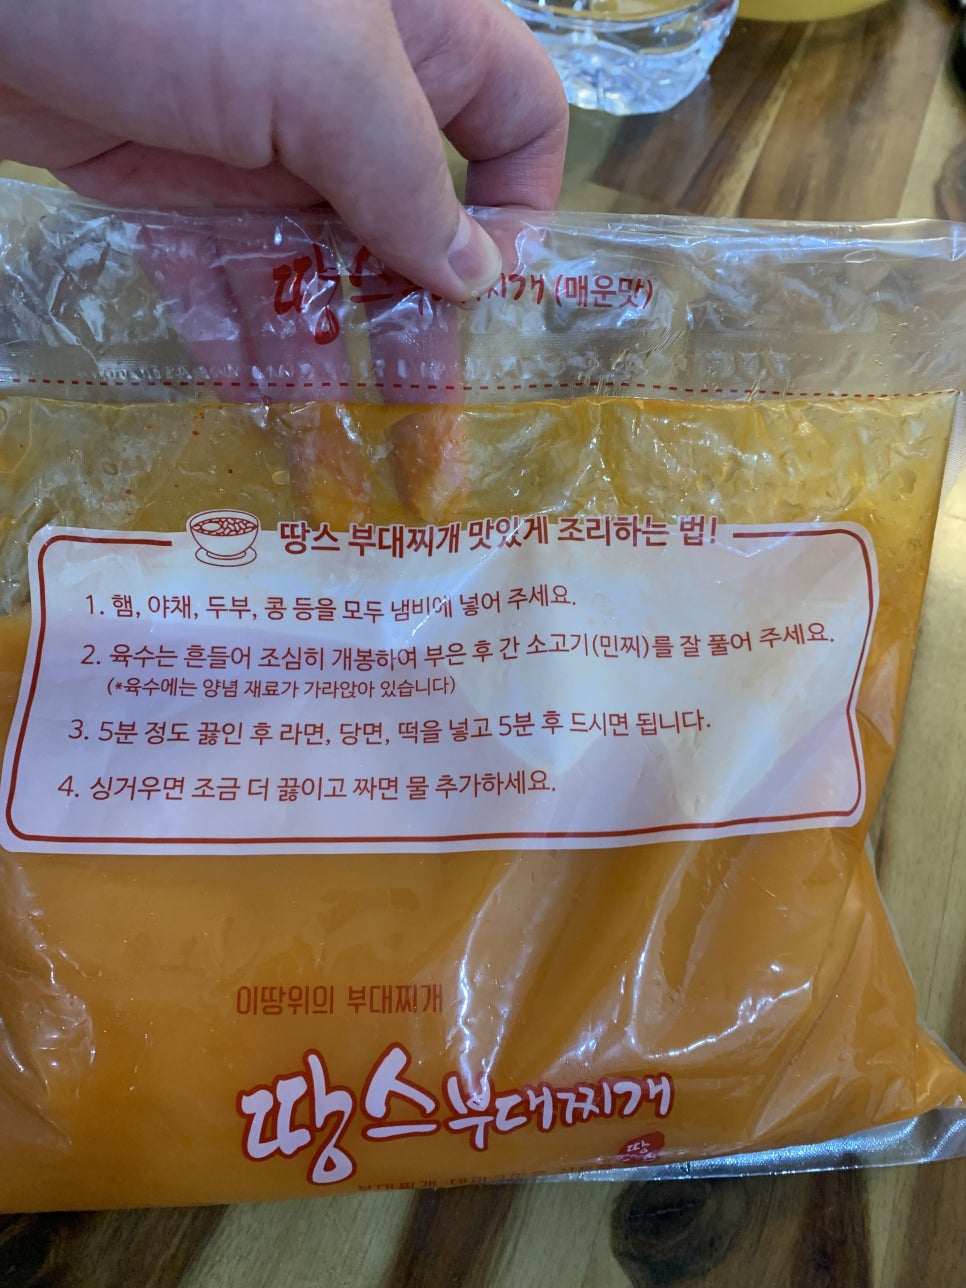 땅스 찌개 (매운맛)
땅스 부대찌개 맛있게 조리하는 법!
1. 햄, 야채, 두부, 콩 등을 모두 냄비에 넣어 주세요.
2. 육수는 흔들어 조심히 개봉하여 부은 후 간 소고기(민찌)를 잘 풀어 주세요.
(*육수에는 양념 재료가 가라앉아 있습니다)
3. 5분 정도 끓인 후 라면, 당면, 떡을 넣고 5분 후 드시면 됩니다.
4. 싱거우면 조금 더 끓이고 짜면 물 추가하세요.
이땅위의 부대찌개
땅스부대찌개